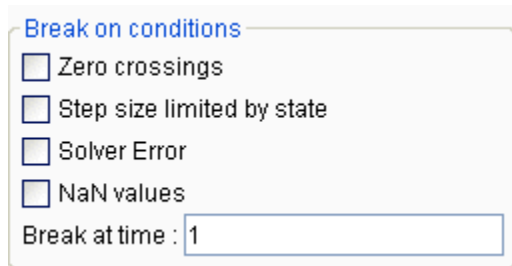 Break on conditions
Zero crossings
Step size limited by state
Solver Error
NaN values
Break at time : 1